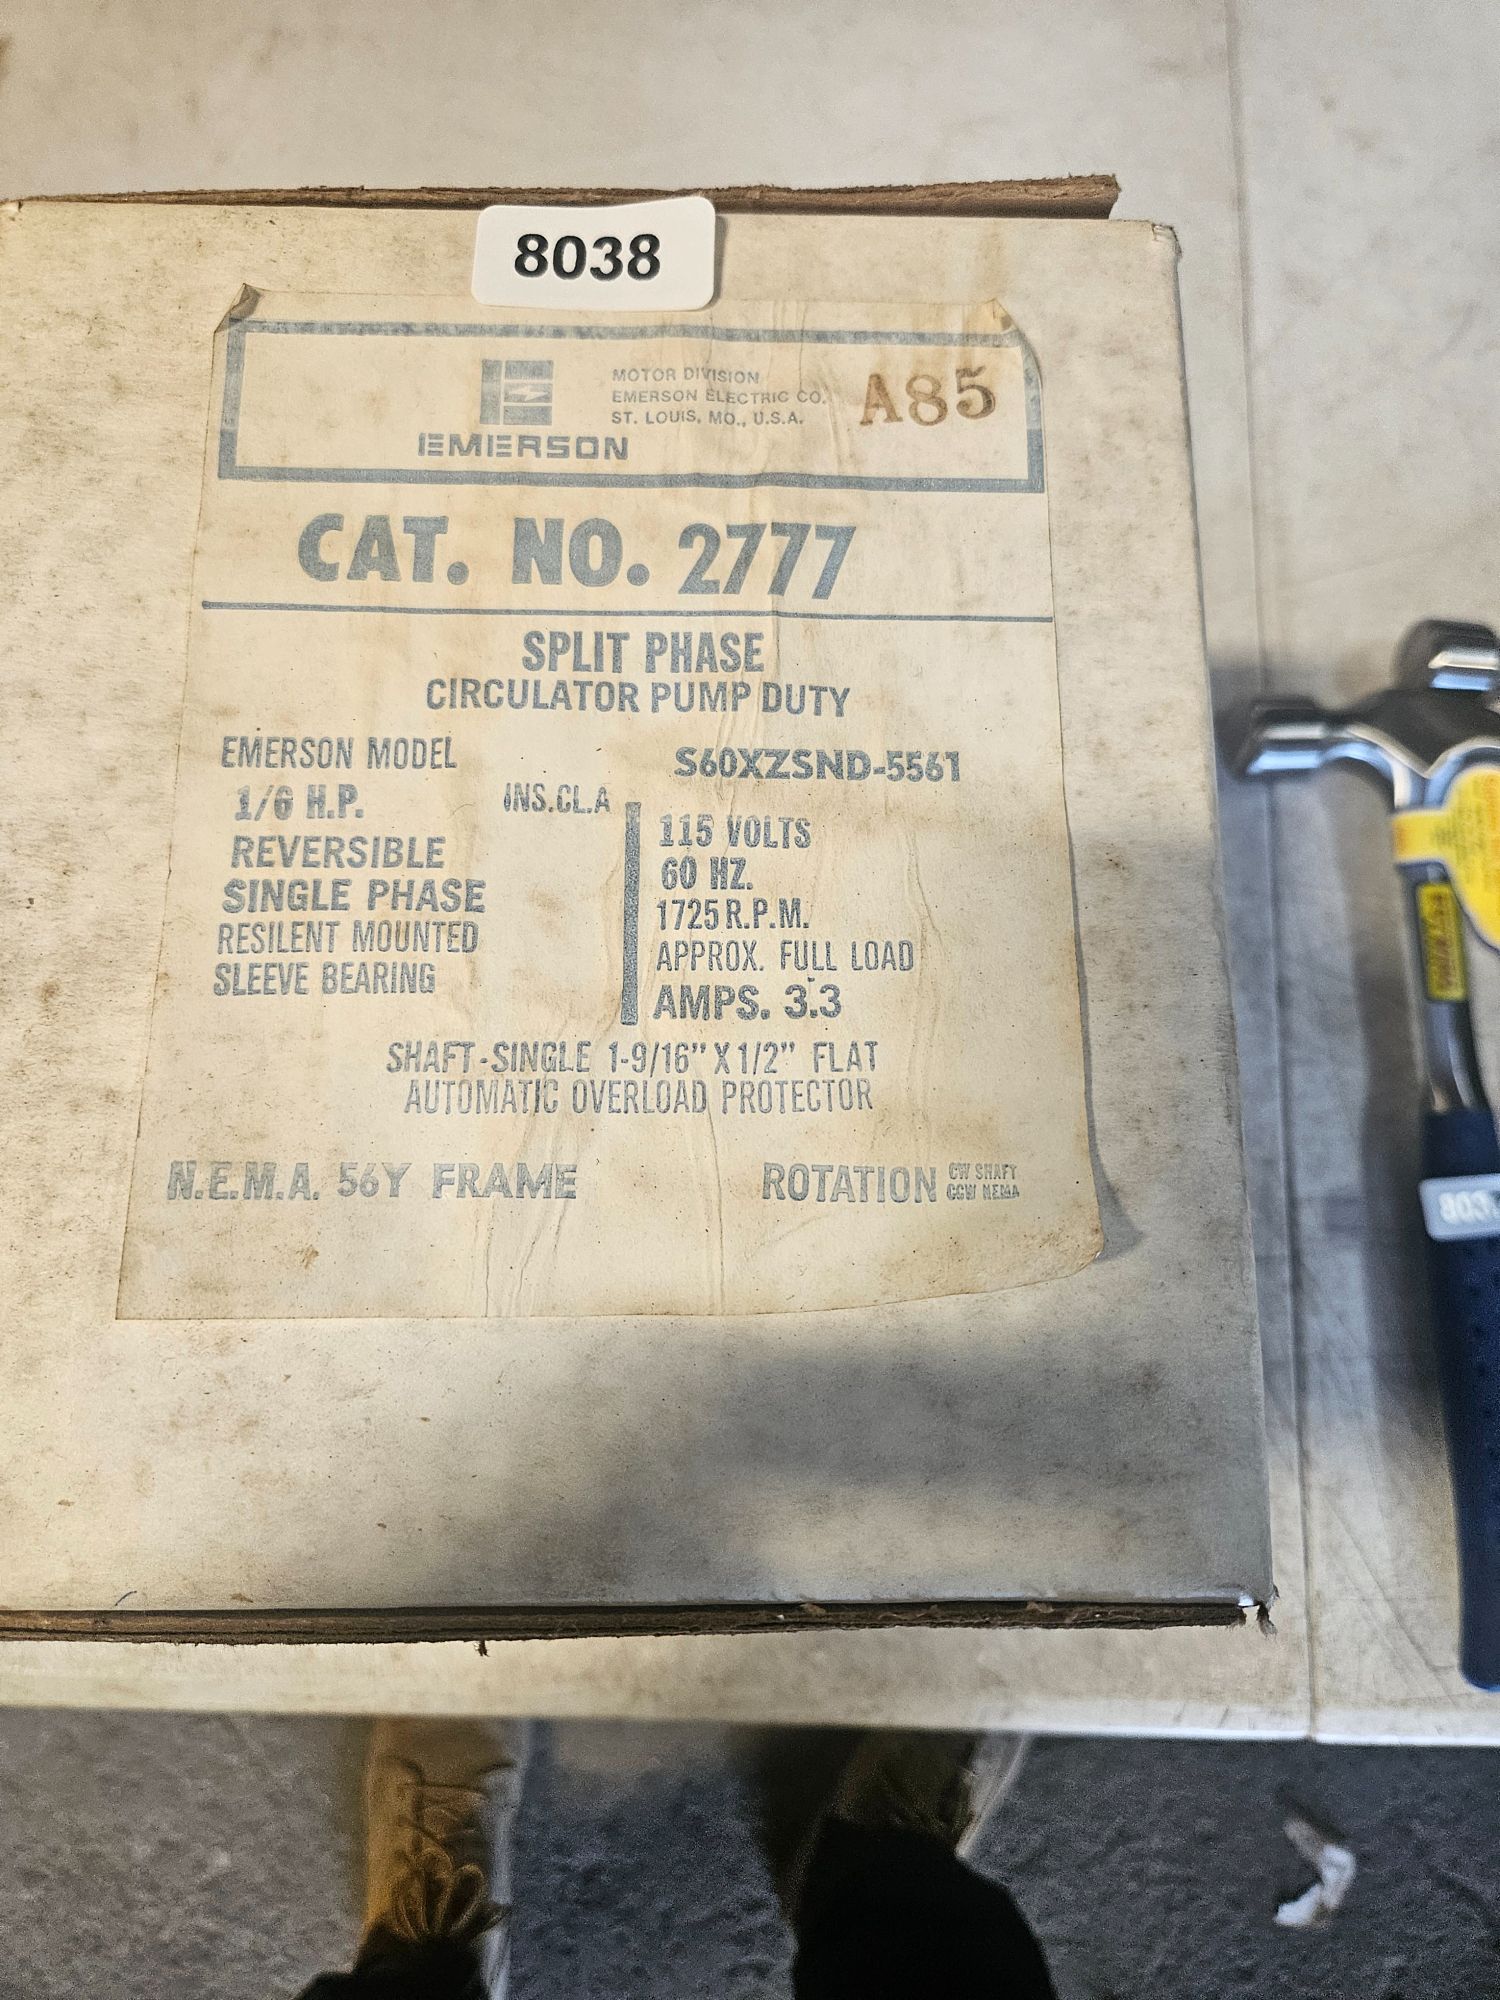 8038
MOTOR DIVISION
EMERSON ELECTRIC CO.
ST. LOUIS, MO., U.S.A.
A85
EMERSON
CAT. NO. 2777
SPLIT PHASE
CIRCULATOR PUMP DUTY
EMERSON MODEL S60XZSND-5561
1/6 H.P. INS.CL.A
REVERSIBLE
SINGLE PHASE
RESILENT MOUNTED
SLEEVE BEARING
115 VOLTS
60 HZ.
1725 R.P.M.
APPROX. FULL LOAD
AMPS. 3.3
SHAFT-SINGLE 1-9/16" X 1/2" FLAT
AUTOMATIC OVERLOAD PROTECTOR
N.E.M.A. 56Y FRAME
ROTATION CW SHAFT
CCW NEMA